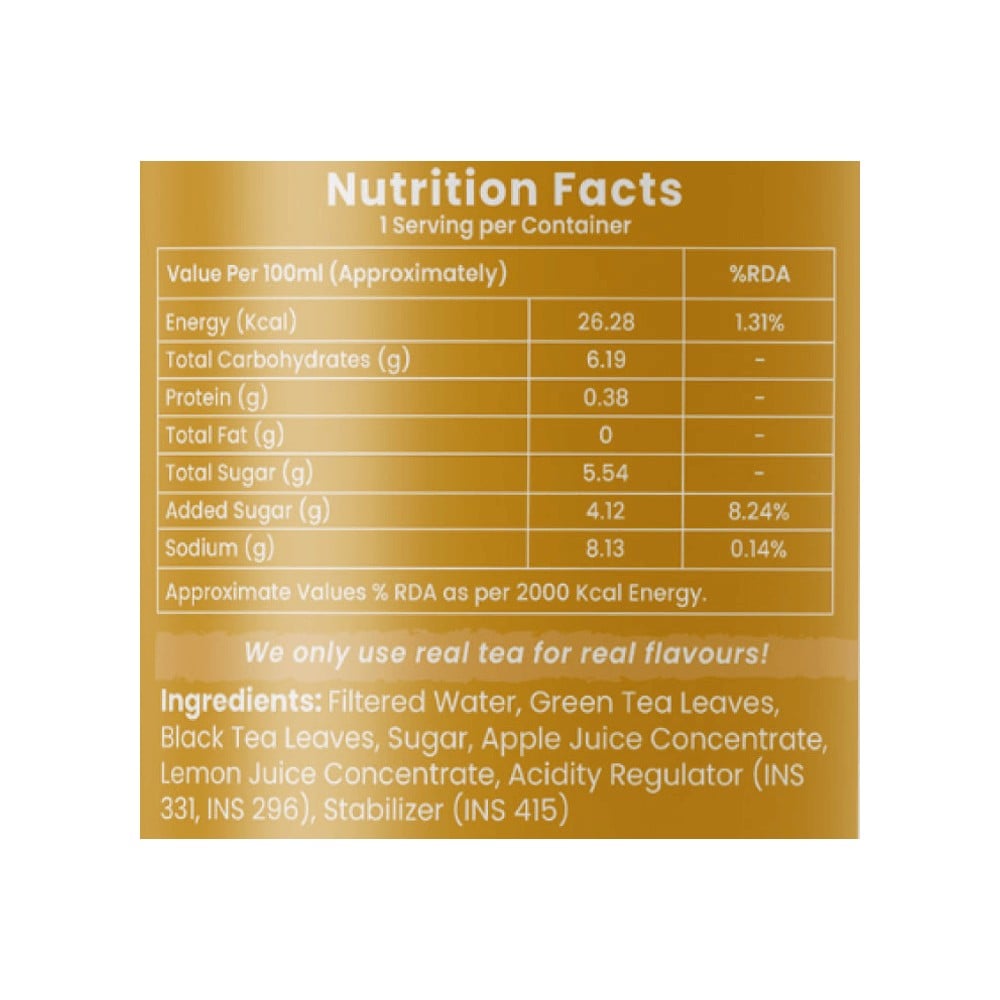 Nutrition Facts
1 Serving per Container
Value Per 100ml (Approximately) %RDA
Energy (Kcal) 26.28 1.31%
Total Carbohydrates (g) 6.19 -
Protein (g) 0.38 -
Total Fat (g) 0 -
Total Sugar (g) 5.54 -
Added Sugar (g) 4.12 8.24%
Sodium (g) 8.13 0.14%
Approximate Values % RDA as per 2000 Kcal Energy.
We only use real tea for real flavours!
Ingredients: Filtered Water, Green Tea Leaves,
Black Tea Leaves, Sugar, Apple Juice Concentrate,
Lemon Juice Concentrate, Acidity Regulator (INS
331, INS 296), Stabilizer (INS 415)